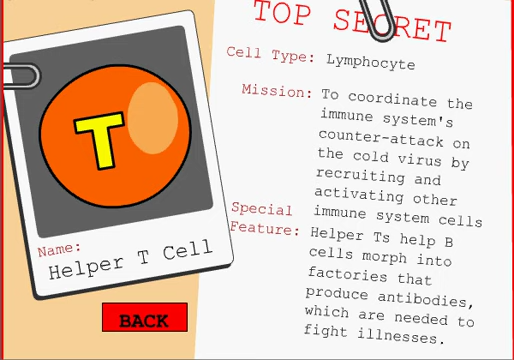 TOP SECRET
Cell Type: Lymphocyte
Mission: To coordinate the
immune system's
counter-attack on
the cold virus by
recruiting and
activating other
immune system cells
Special
Feature: Helper Ts help B
cells morph into
factories that
produce antibodies,
which are needed to
fight illnesses.
T
Name:
Helper T Cell
BACK